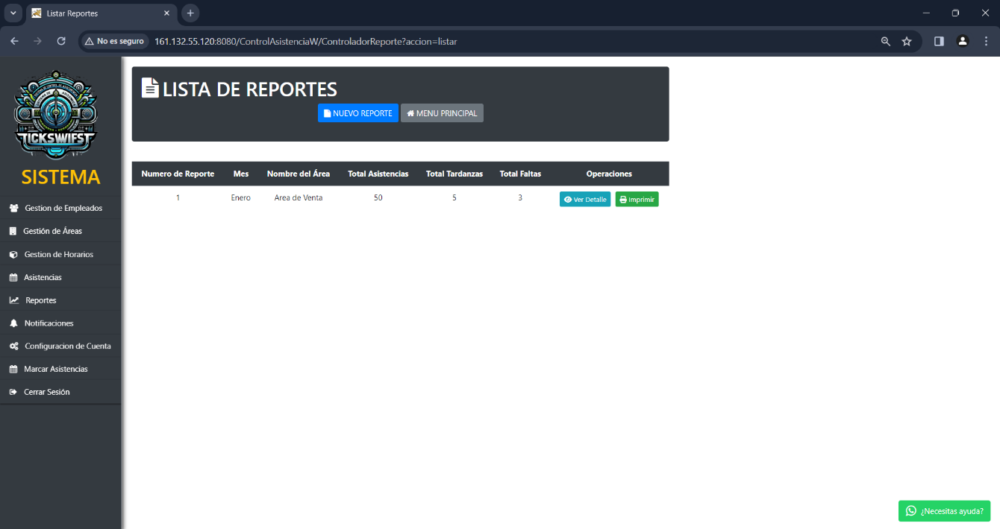 Listar Reportes
No es seguro 161.132.55.120:8080/ControlAsistenciaW/ControladorReporte?accion=listar
TICKSWIFST
SISTEMA
Gestion de Empleados
Gestión de Áreas
Gestion de Horarios
Asistencias
Reportes
Notificaciones
Configuracion de Cuenta
Marcar Asistencias
Cerrar Sesión
LISTA DE REPORTES
NUEVO REPORTE MENU PRINCIPAL
Numero de Reporte Mes Nombre del Área Total Asistencias Total Tardanzas Total Faltas Operaciones
1 Enero Area de Venta 50 5 3 Ver Detalle Imprimir
¿Necesitas ayuda?